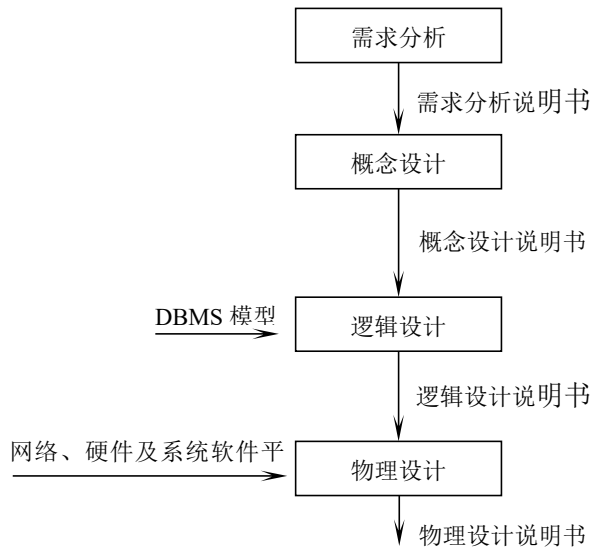 需求分析
需求分析说明书
概念设计
概念设计说明书
DBMS 模型
逻辑设计
逻辑设计说明书
网络、硬件及系统软件平
物理设计
物理设计说明书